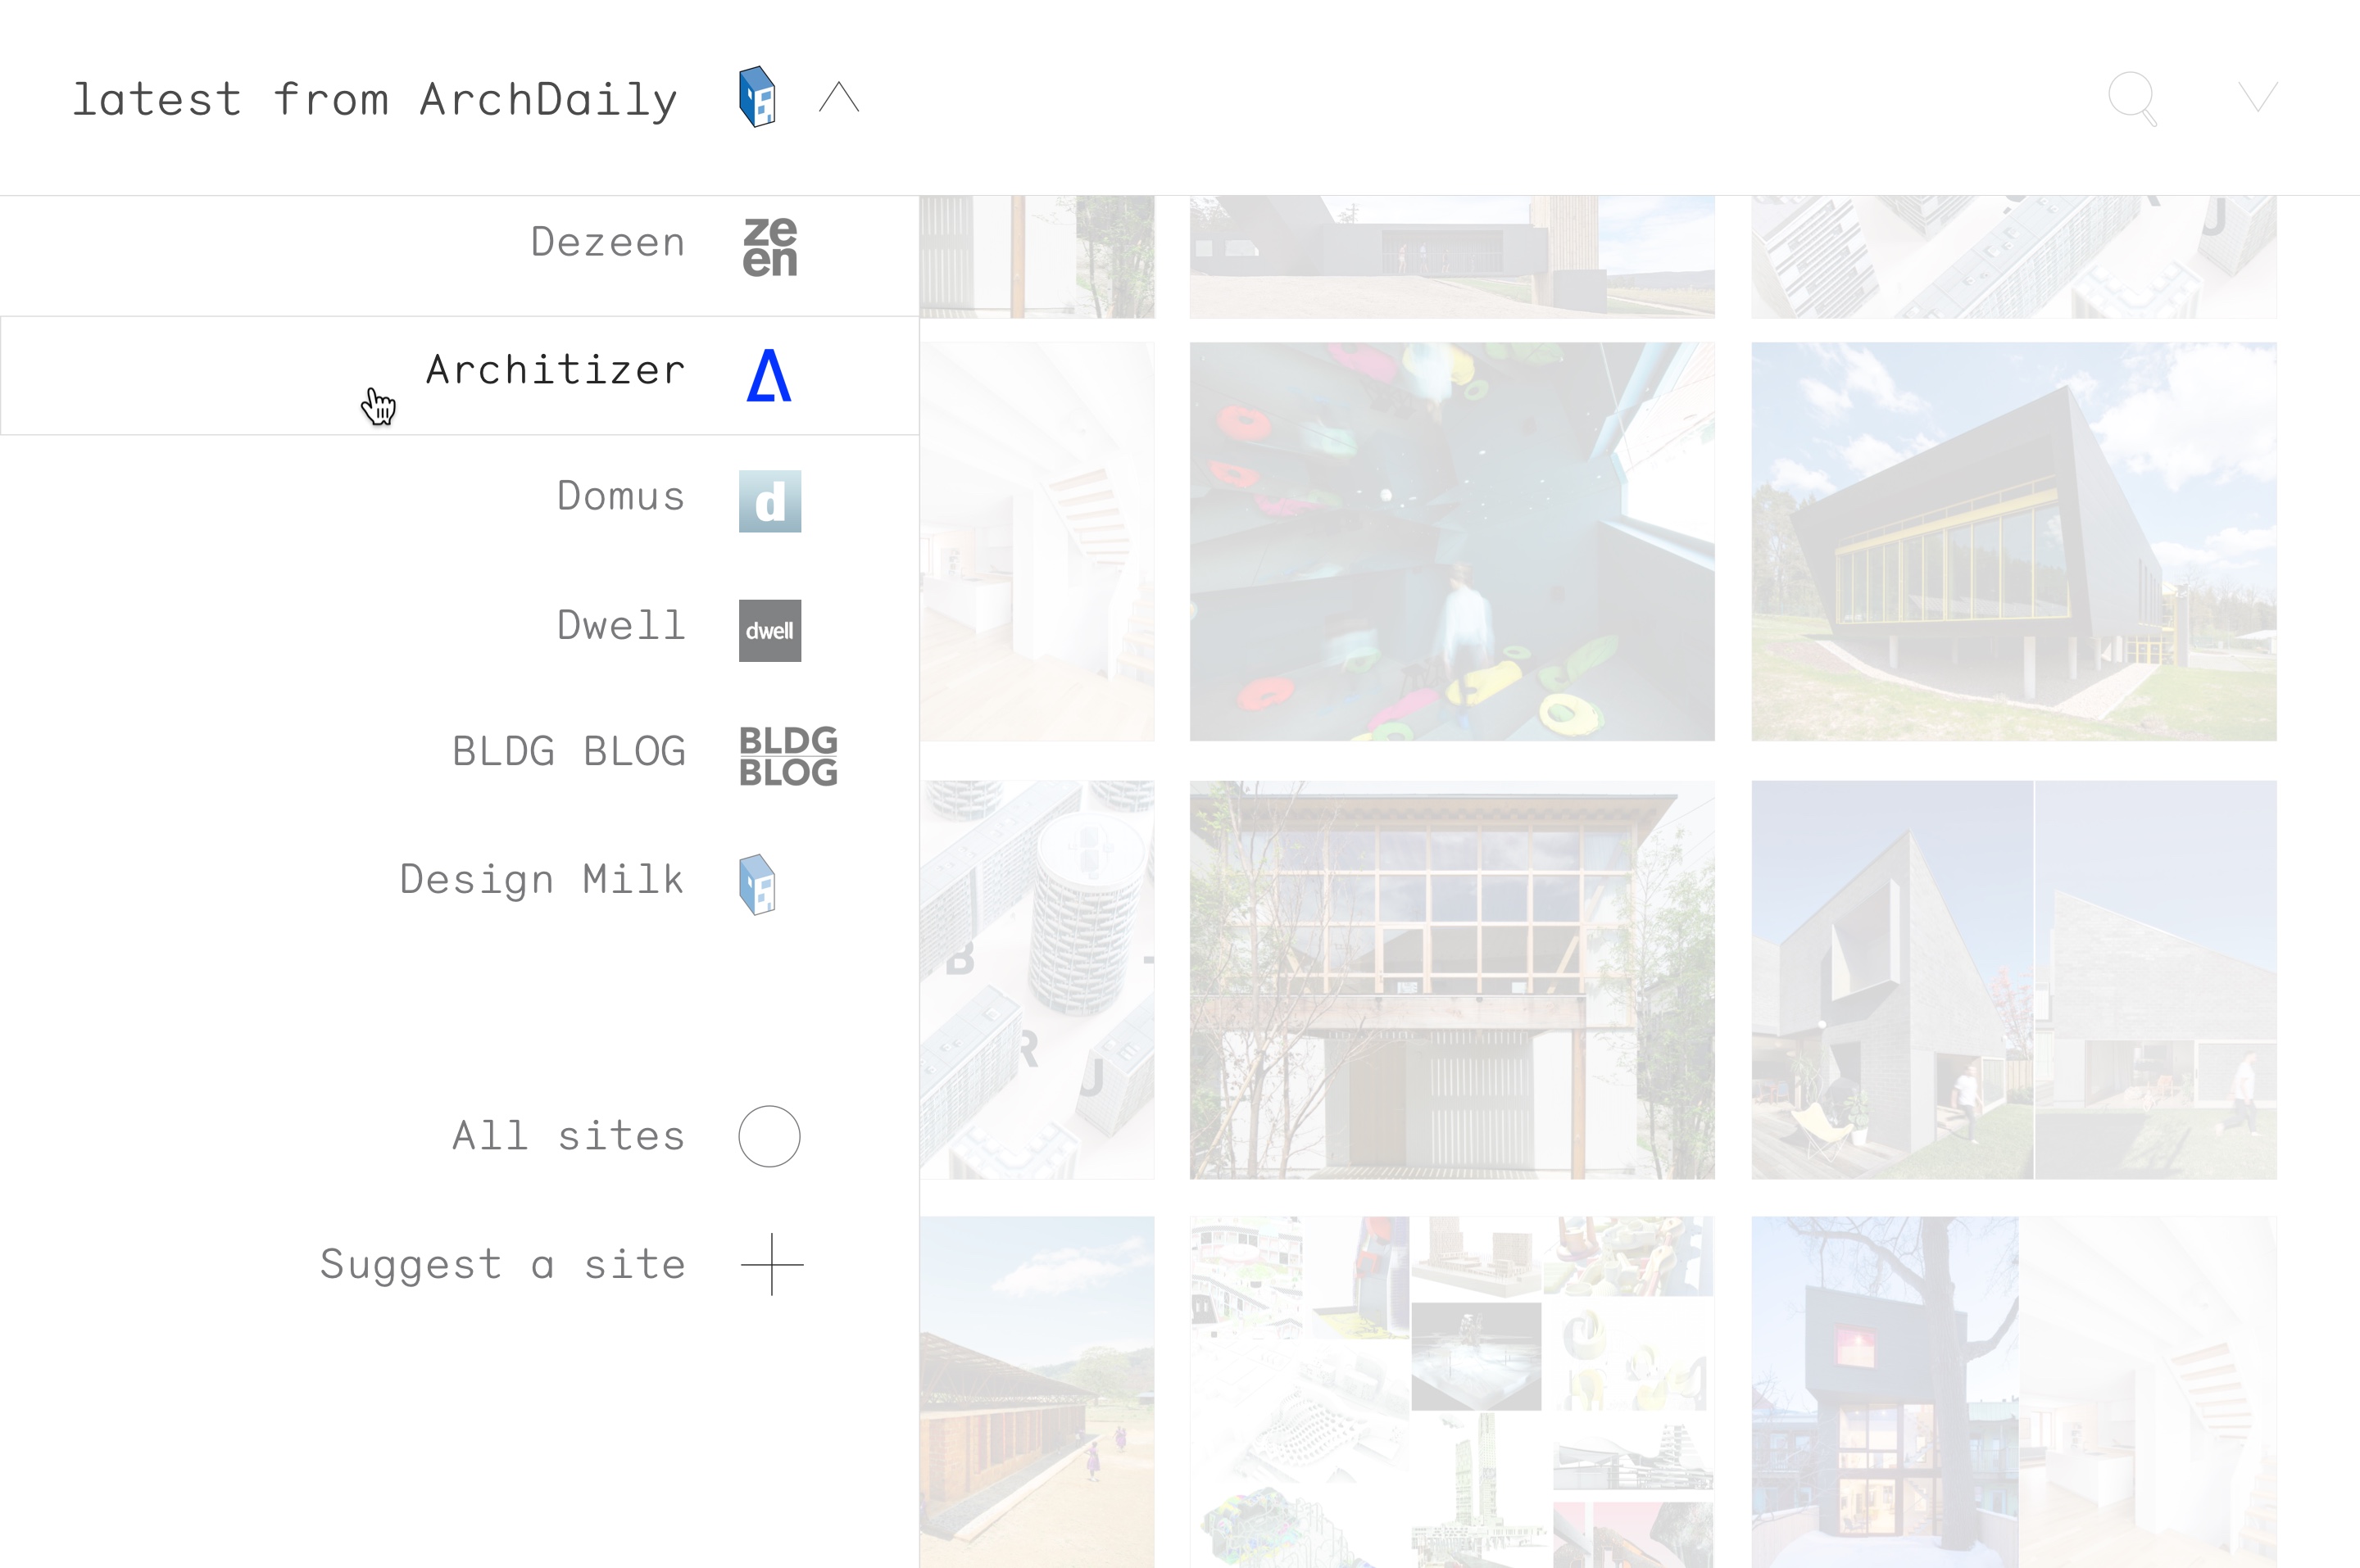 latest from ArchDaily
Dezeen
ze
en
Architizer
Domus
d
Dwell
dwell
BLDG BLOG
BLDG
BLOG
Design Milk
All sites
Suggest a site
B
R
U
U